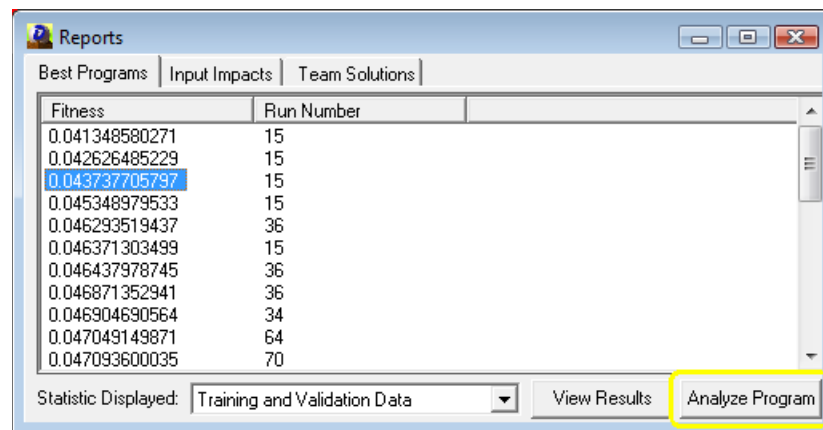 Reports
Best Programs Input Impacts Team Solutions
Fitness Run Number
0.041348580271 15
0.042626485229 15
0.043737705797 15
0.045348979533 15
0.046293519437 36
0.046371303499 15
0.046437978745 36
0.046871352941 36
0.046904690564 34
0.047049149871 64
0.047093600035 70
Statistic Displayed: Training and Validation Data View Results Analyze Program